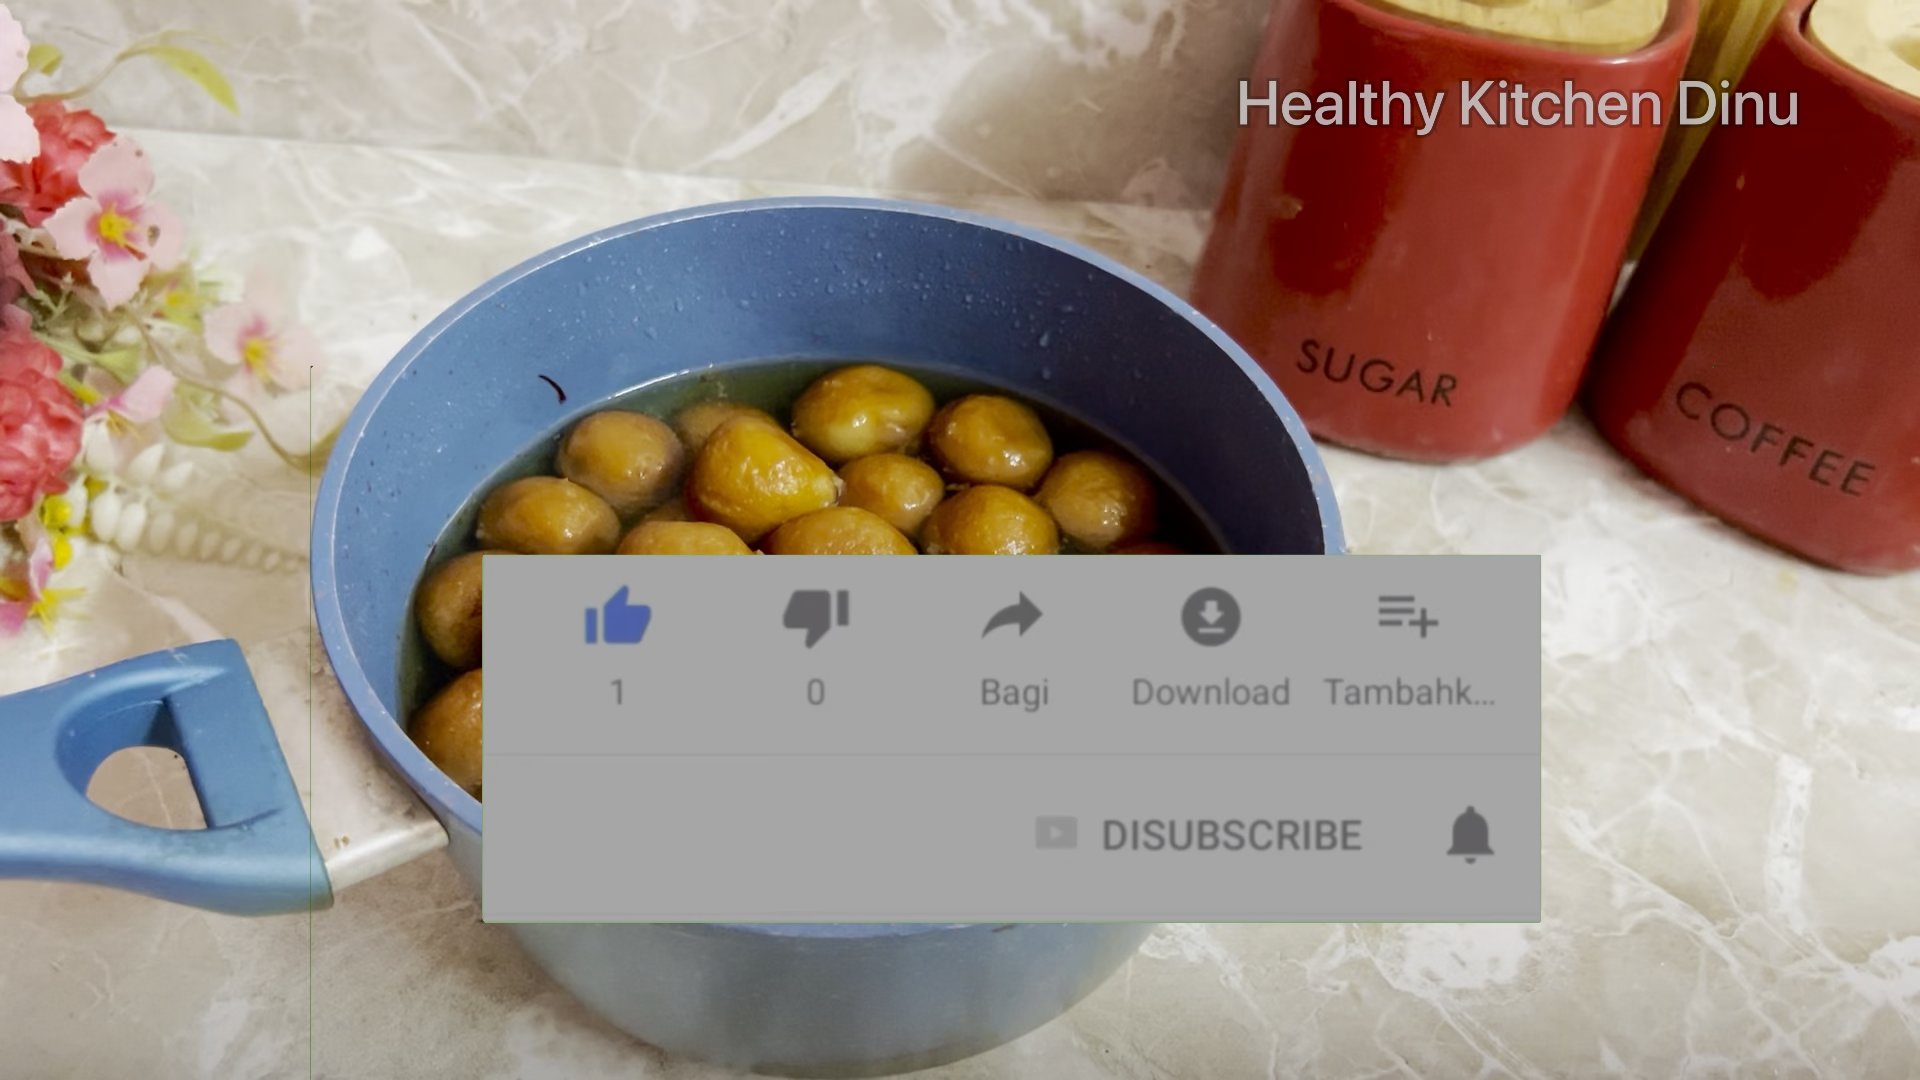 Healthy Kitchen Dinu
SUGAR
COFFEE
1
0
Bagi
Download
Tambahk...
DISUBSCRIBE